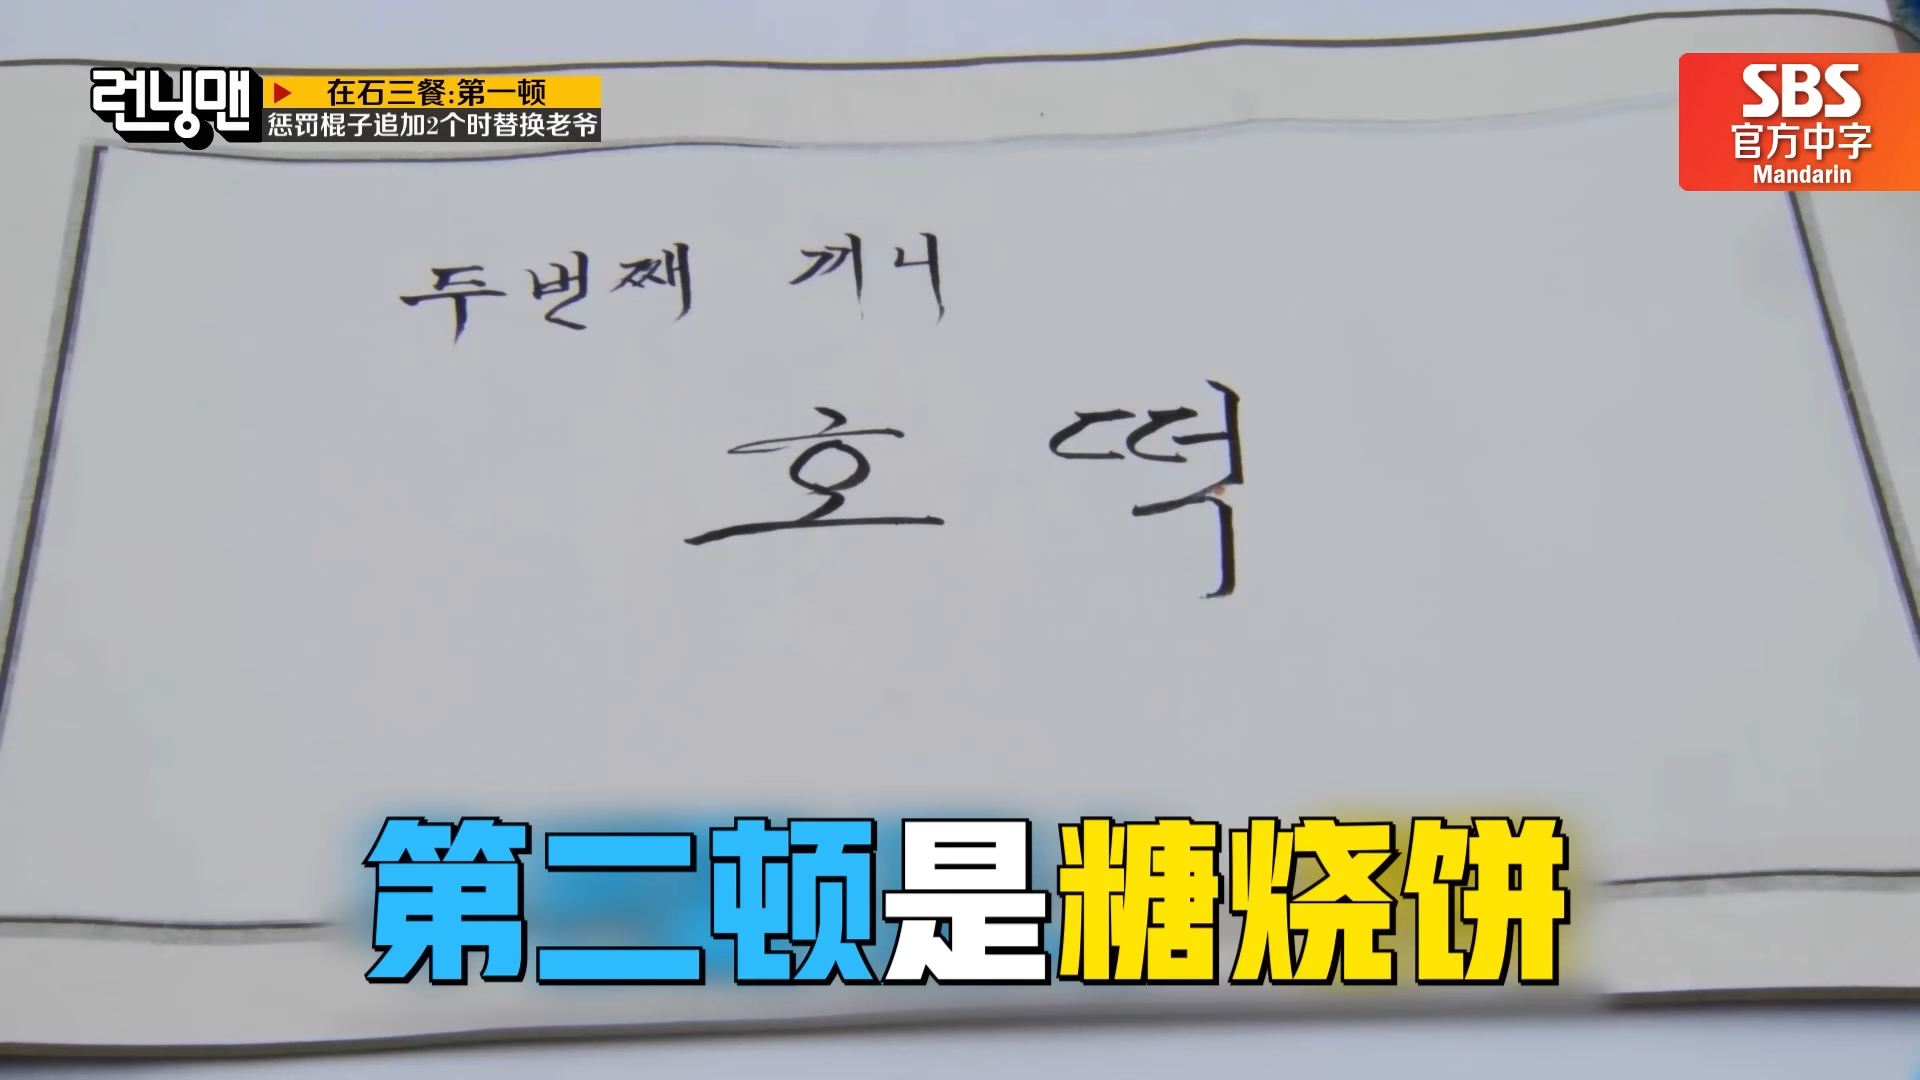 런닝맨
在石三餐:第一顿
惩罚棍子追加2个时替换老爷
SBS
官方中字
Mandarin
두번째 끼니
호떡
第二顿是糖烧饼